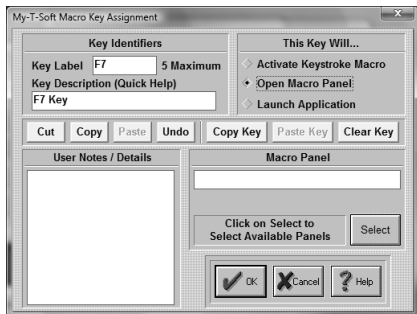 My-T-Soft Macro Key Assignment
x
Key Identifiers
Key Label F7 5 Maximum
Key Description (Quick Help)
F7 Key
This Key Will...
Activate Keystroke Macro
Open Macro Panel
Launch Application
Cut Copy Paste Undo Copy Key Paste Key Clear Key
User Notes / Details
Macro Panel
Click on Select to
Select Available Panels
Select
OK Cancel Help